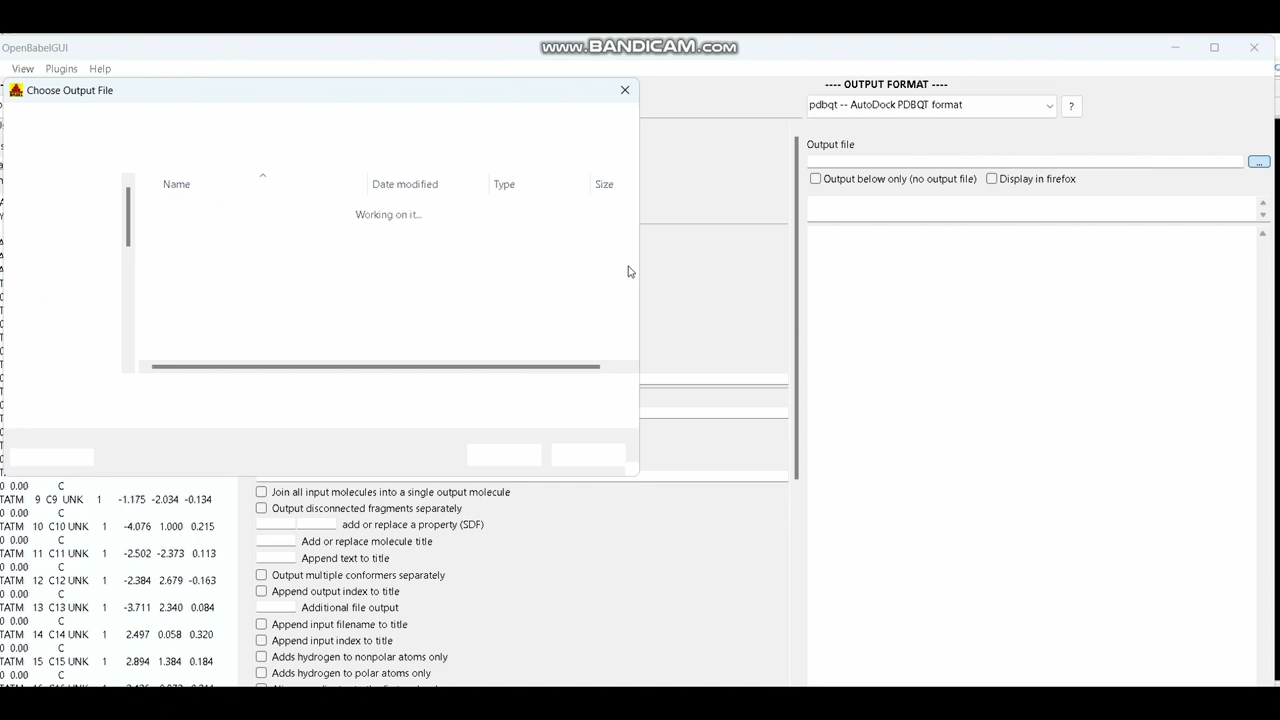 OpenBabelGUI
www.BANDICAM.com
View Plugins Help
Choose Output File
---- OUTPUT FORMAT ----
pdbqt -- AutoDock PDBQT format
?
Output file
...
Output below only (no output file)
Display in firefox
Name
Date modified
Type
Size
Working on it...
0 0.00 C
TATM 9 C9 UNK 1 -1.175 -2.034 -0.134
0 0.00 C
TATM 10 C10 UNK 1 -4.076 1.000 0.215
0 0.00 C
TATM 11 C11 UNK 1 -2.502 -2.373 0.113
0 0.00 C
TATM 12 C12 UNK 1 -2.384 2.679 -0.163
0 0.00 C
TATM 13 C13 UNK 1 -3.711 2.340 0.084
0 0.00 C
TATM 14 C14 UNK 1 2.497 0.058 0.320
0 0.00 C
TATM 15 C15 UNK 1 2.894 1.384 0.184
0 0.00 C
Join all input molecules into a single output molecule
Output disconnected fragments separately
add or replace a property (SDF)
Add or replace molecule title
Append text to title
Output multiple conformers separately
Append output index to title
Additional file output
Append input filename to title
Append input index to title
Adds hydrogen to nonpolar atoms only
Adds hydrogen to polar atoms only